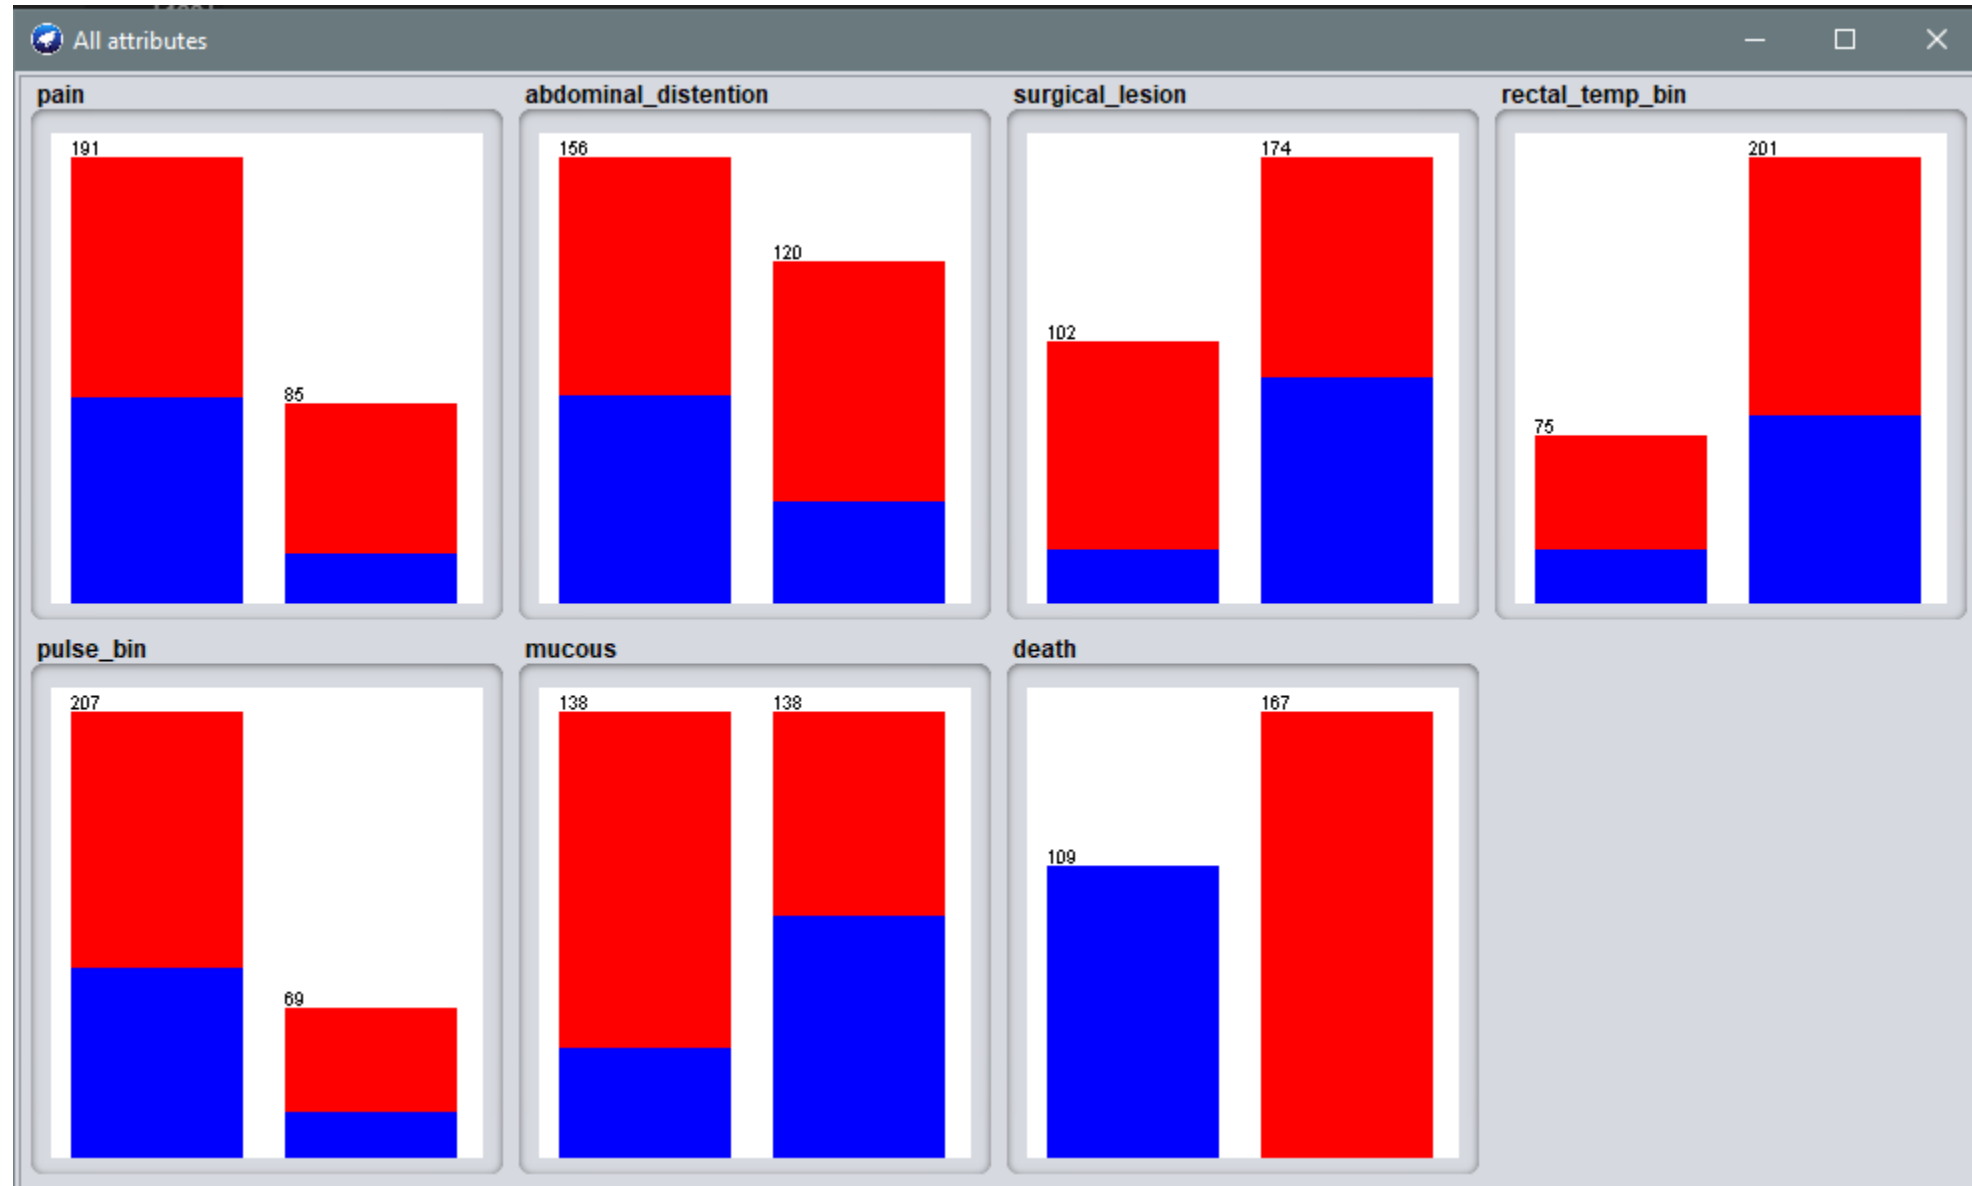 All attributes
pain
abdominal_distention
surgical_lesion
rectal_temp_bin
191
85
156
120
102
174
75
201
pulse_bin
mucous
death
207
69
138
138
109
167